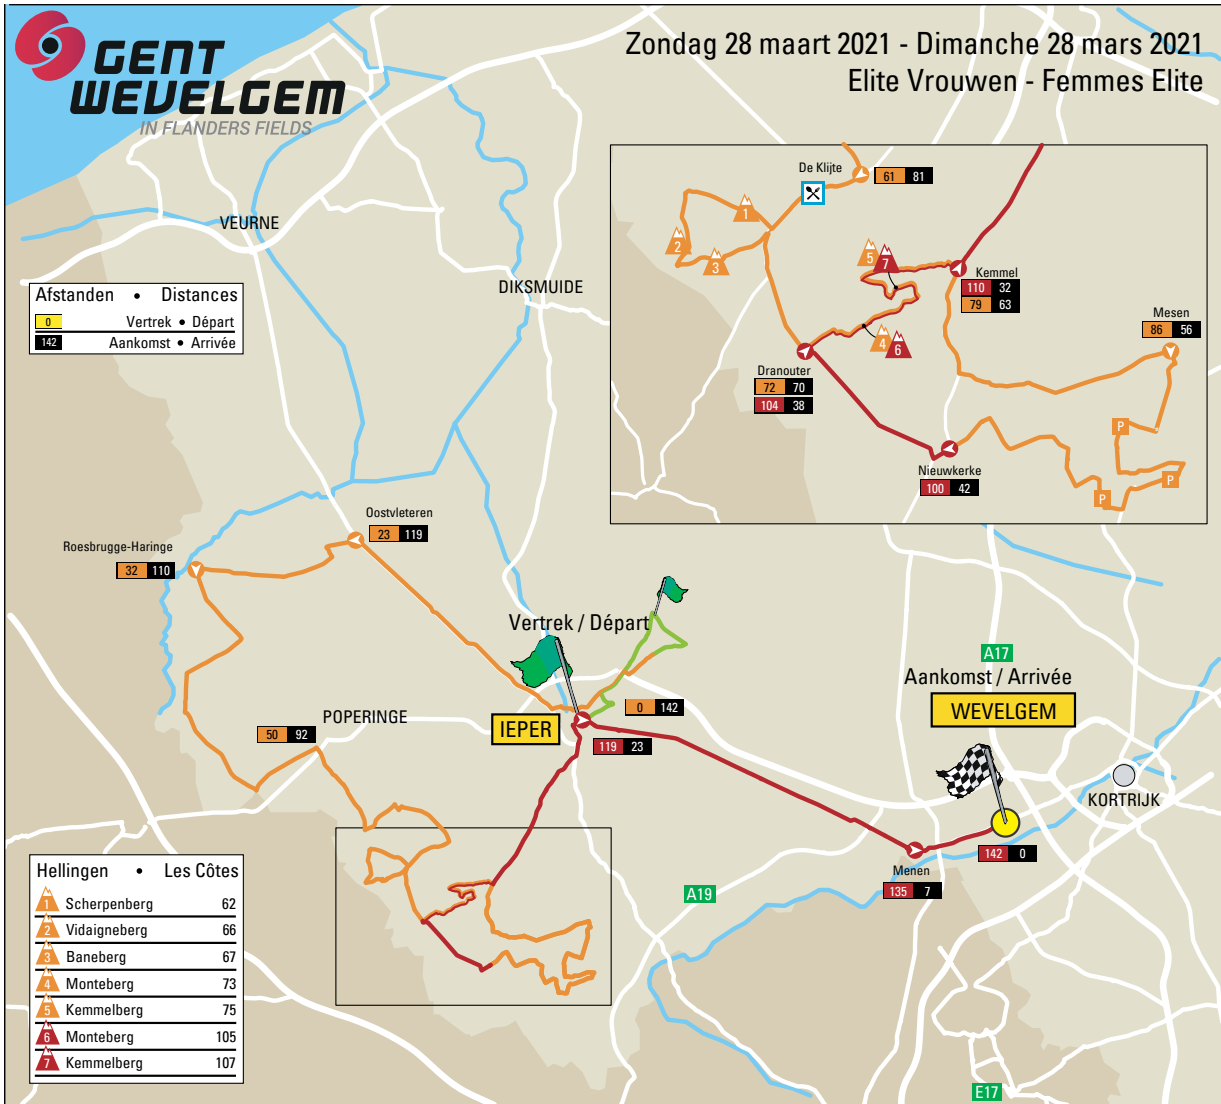 GENT
WEVELGEM
IN FLANDERS FIELDS
Zondag 28 maart 2021 - Dimanche 28 mars 2021
Elite Vrouwen - Femmes Elite
VEURNE
DIKSMUIDE
Afstanden • Distances
0 Vertrek • Départ
142 Aankomst • Arrivée
De Klijte
61 81
1
2
3
5
7
Kemmel
110 32
79 63
Mesen
86 56
4
6
Dranouter
72 70
104 38
P
P
P
Nieuwkerke
100 42
Oostvleteren
23 119
Roesbrugge-Haringe
32 110
Vertrek / Départ
IEPER
0 142
119 23
POPERINGE
50 92
A17
Aankomst / Arrivée
WEVELGEM
KORTRIJK
142 0
Menen
135 7
A19
E17
Hellingen • Les Côtes
1 Scherpenberg 62
2 Vidaigneberg 66
3 Baneberg 67
4 Monteberg 73
5 Kemmelberg 75
6 Monteberg 105
7 Kemmelberg 107